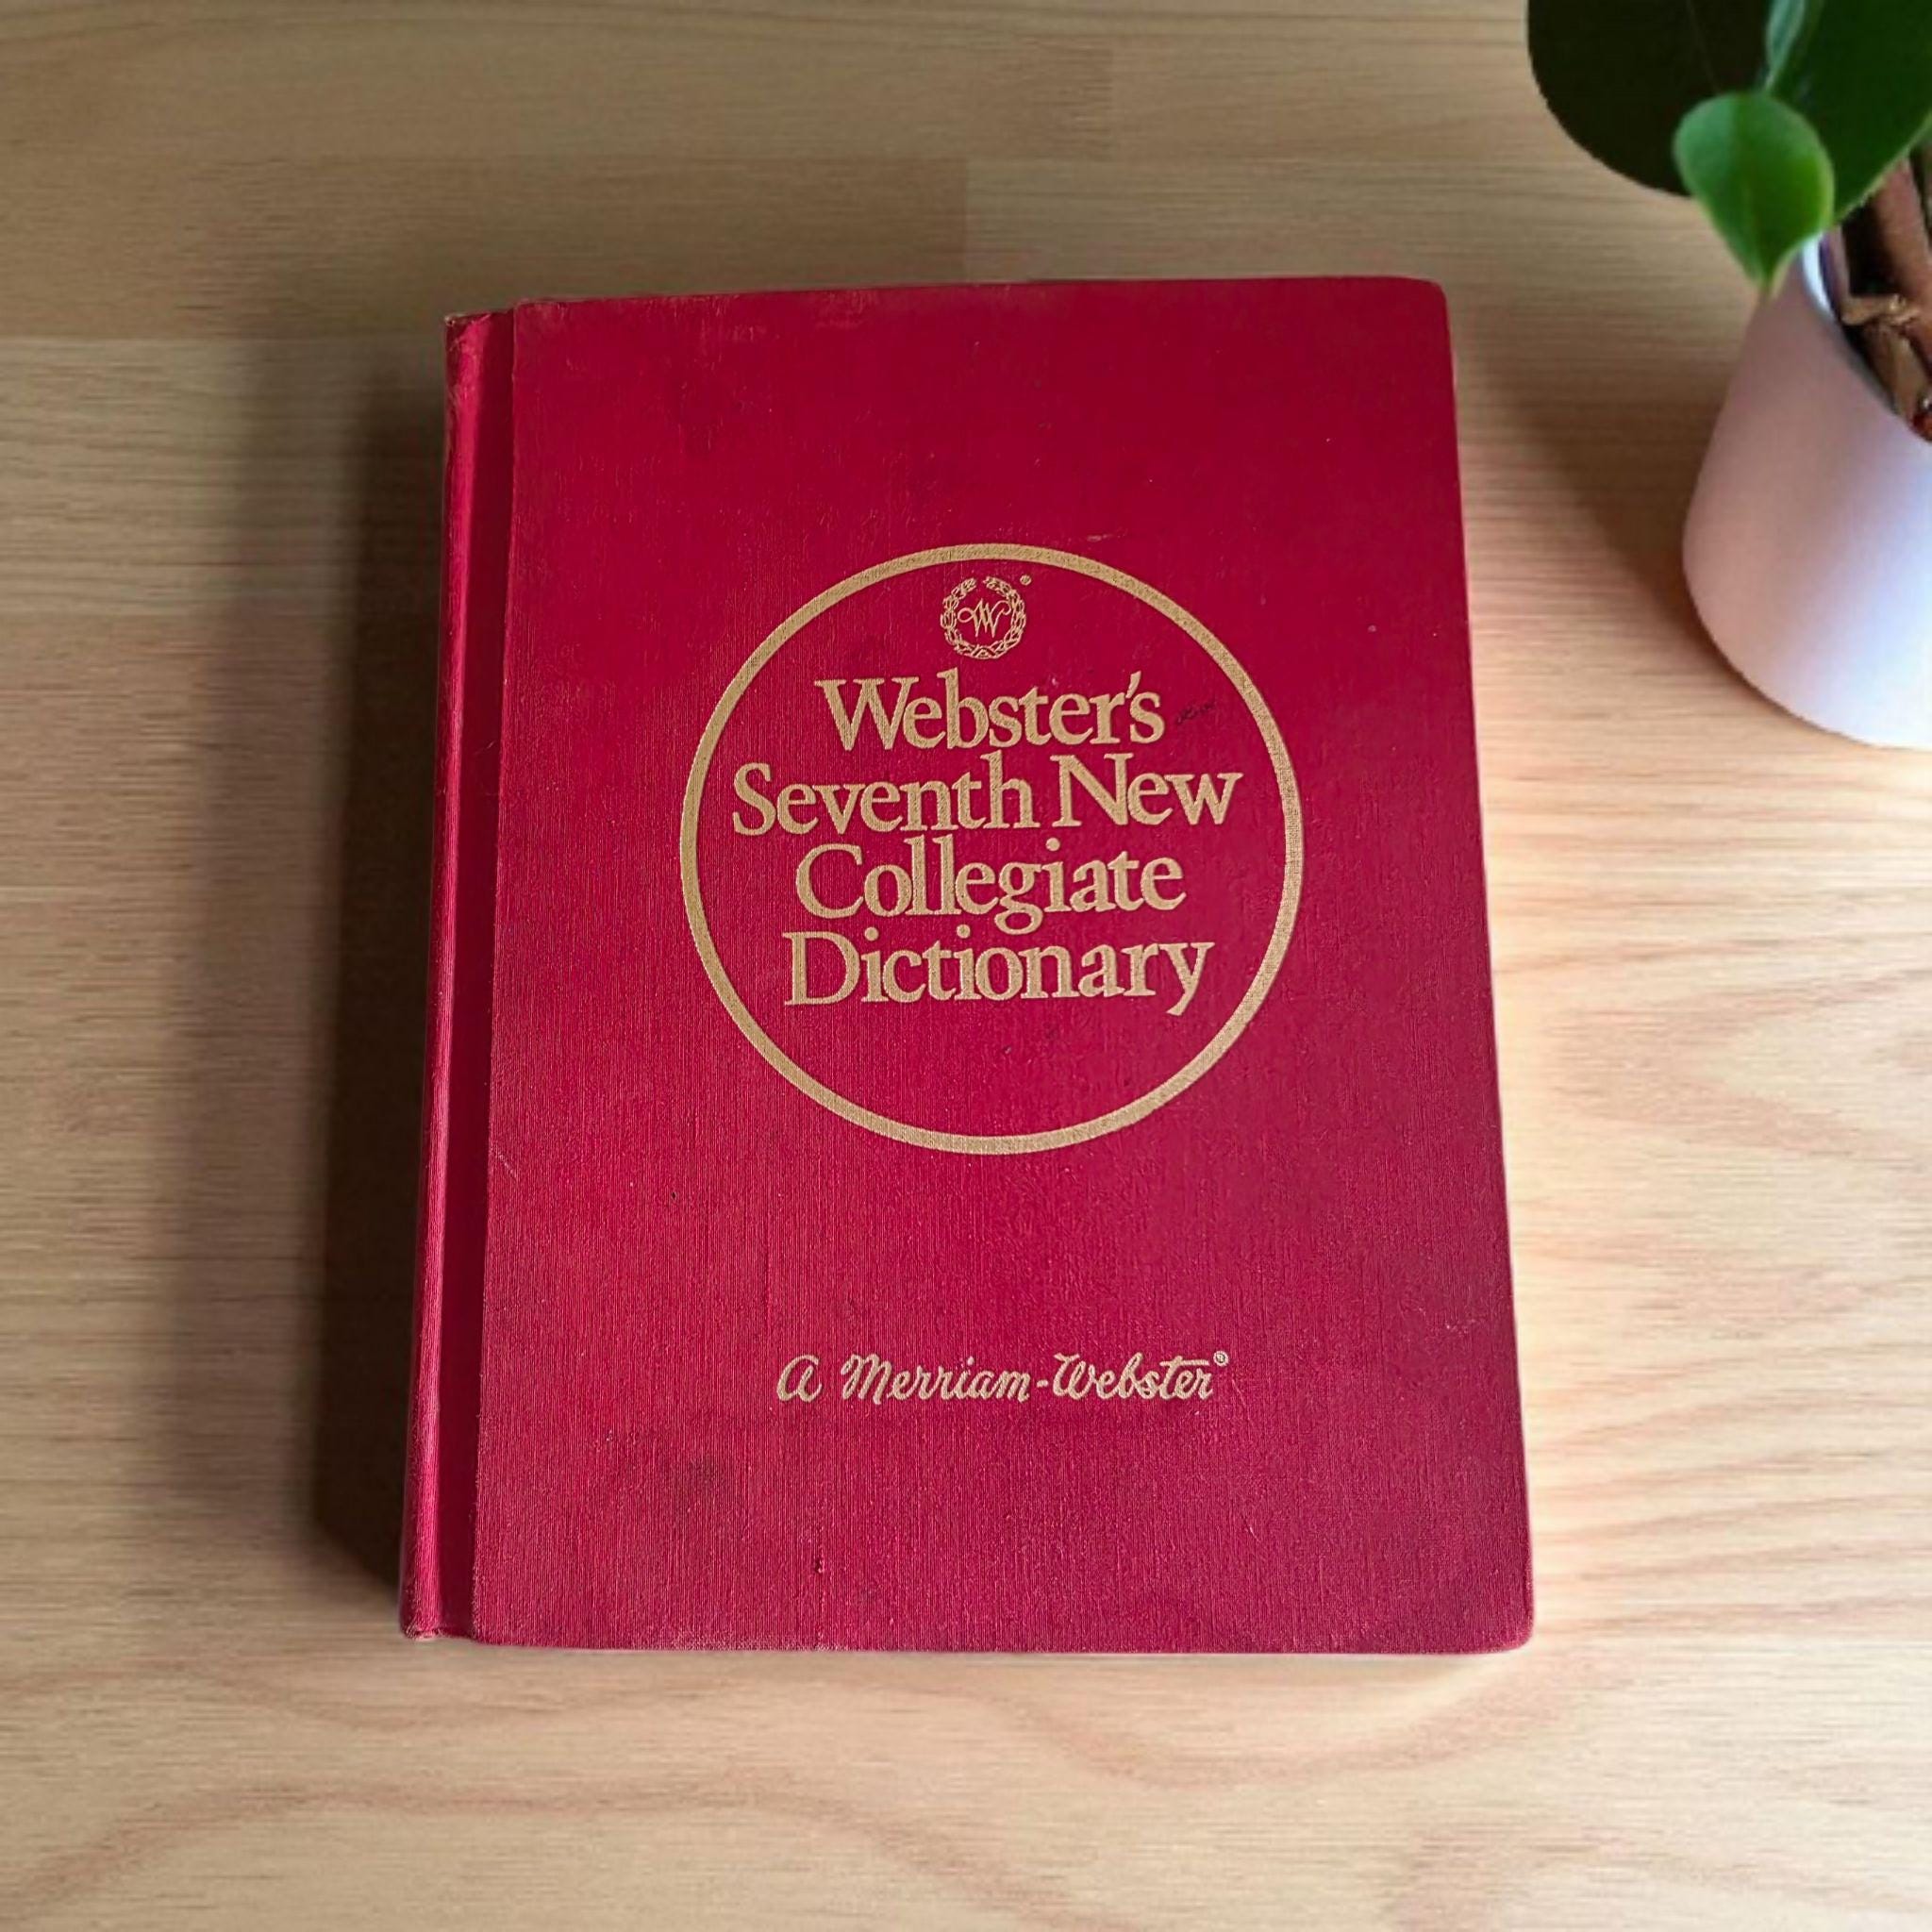 W
Webster's
Seventh New
Collegiate
Dictionary
A Merriam-Webster®